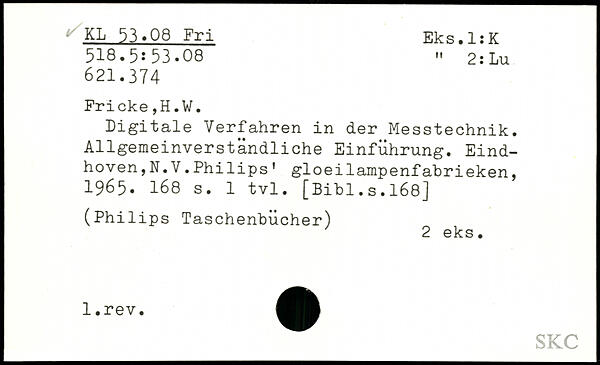 KL 53.08 Fri Eks.1:K
518.5:53.08 " 2:Lu
621.374
Fricke,H.W.
Digitale Verfahren in der Messtechnik.
Allgemeinverständliche Einführung. Eind-
hoven,N.V.Philips' gloeilampenfabrieken,
1965. 168 s. 1 tvl. [Bibl.s.168]
(Philips Taschenbücher)
2 eks.
1.rev.
SKC